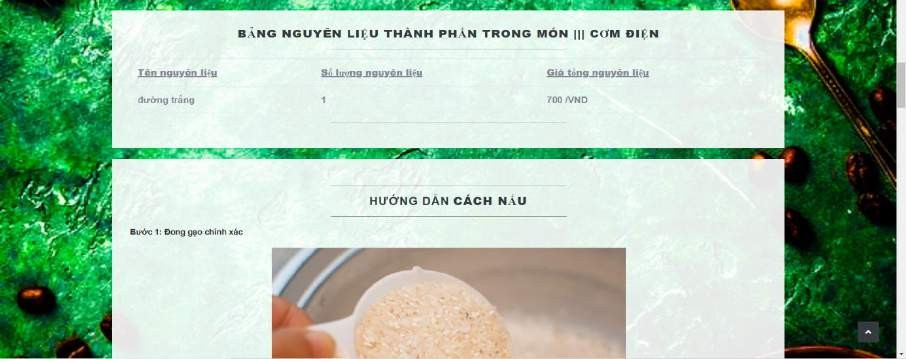 BẢNG NGUYÊN LIỆU THÀNH PHẦN TRONG MÓN ||| CƠM ĐIỆN
Tên nguyên liệu Số lượng nguyên liệu Giá tổng nguyên liệu
đường trắng 1 700 /VND
HƯỚNG DẪN CÁCH NẤU
Bước 1: Đong gạo chính xác